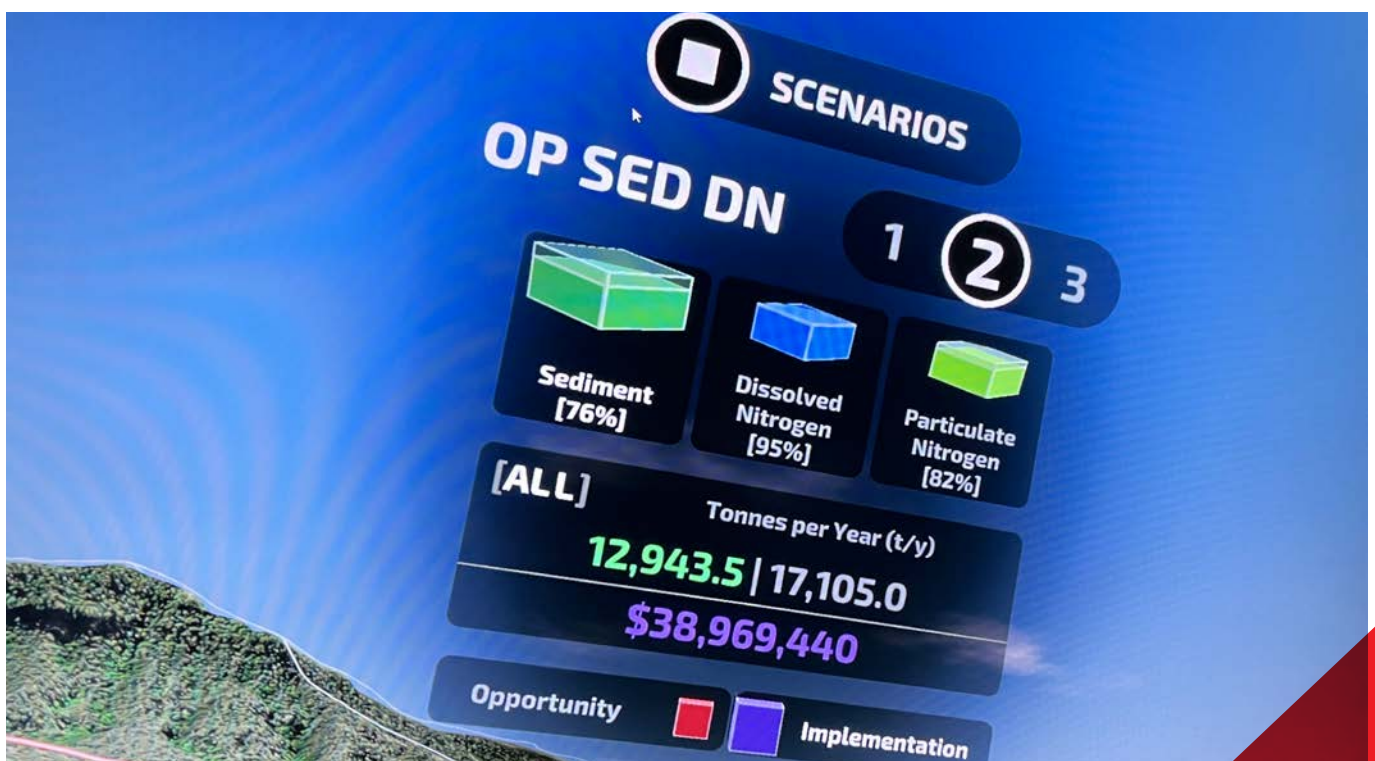 SCENARIOS
OP SED DN
1 2 3
Sediment
[76%]
Dissolved
Nitrogen
[95%]
Particulate
Nitrogen
[82%]
[ALL]
Tonnes per Year (t/y)
12,943.5 | 17,105.0
$38,969,440
Opportunity
Implementation